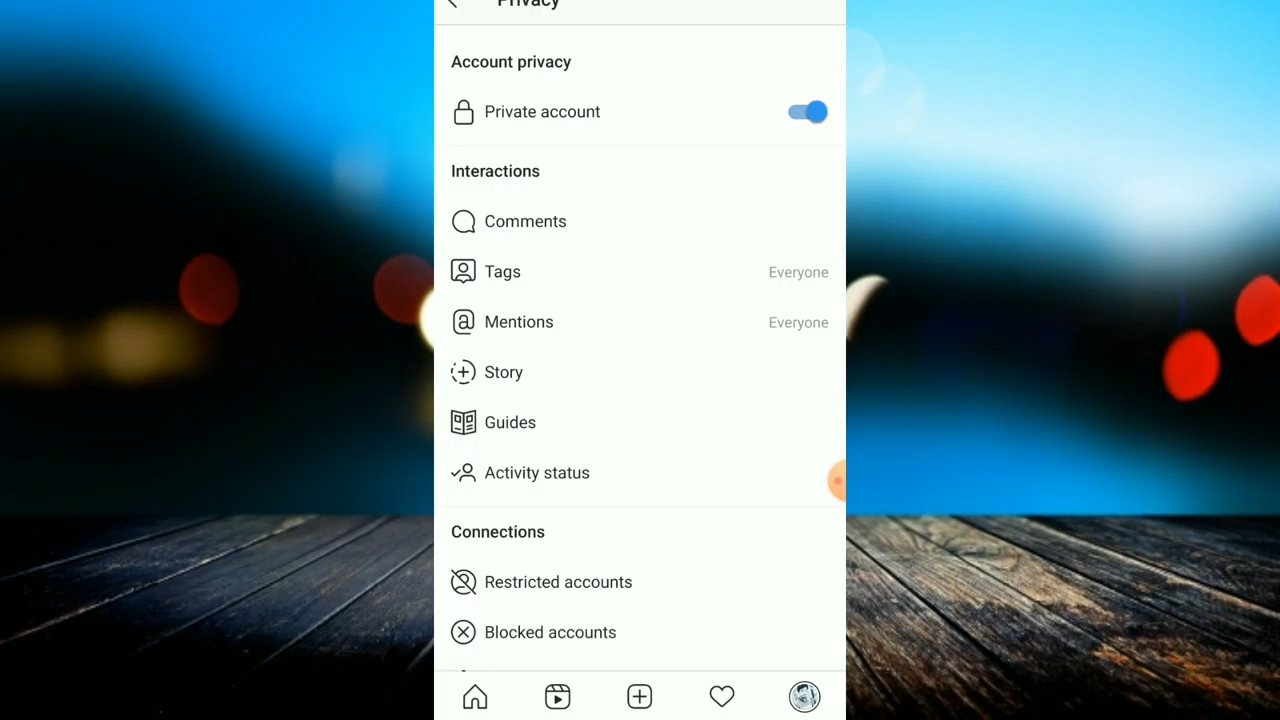 Privacy
Account privacy
Private account
Interactions
Comments
Tags Everyone
Mentions Everyone
Story
Guides
Activity status
Connections
Restricted accounts
Blocked accounts